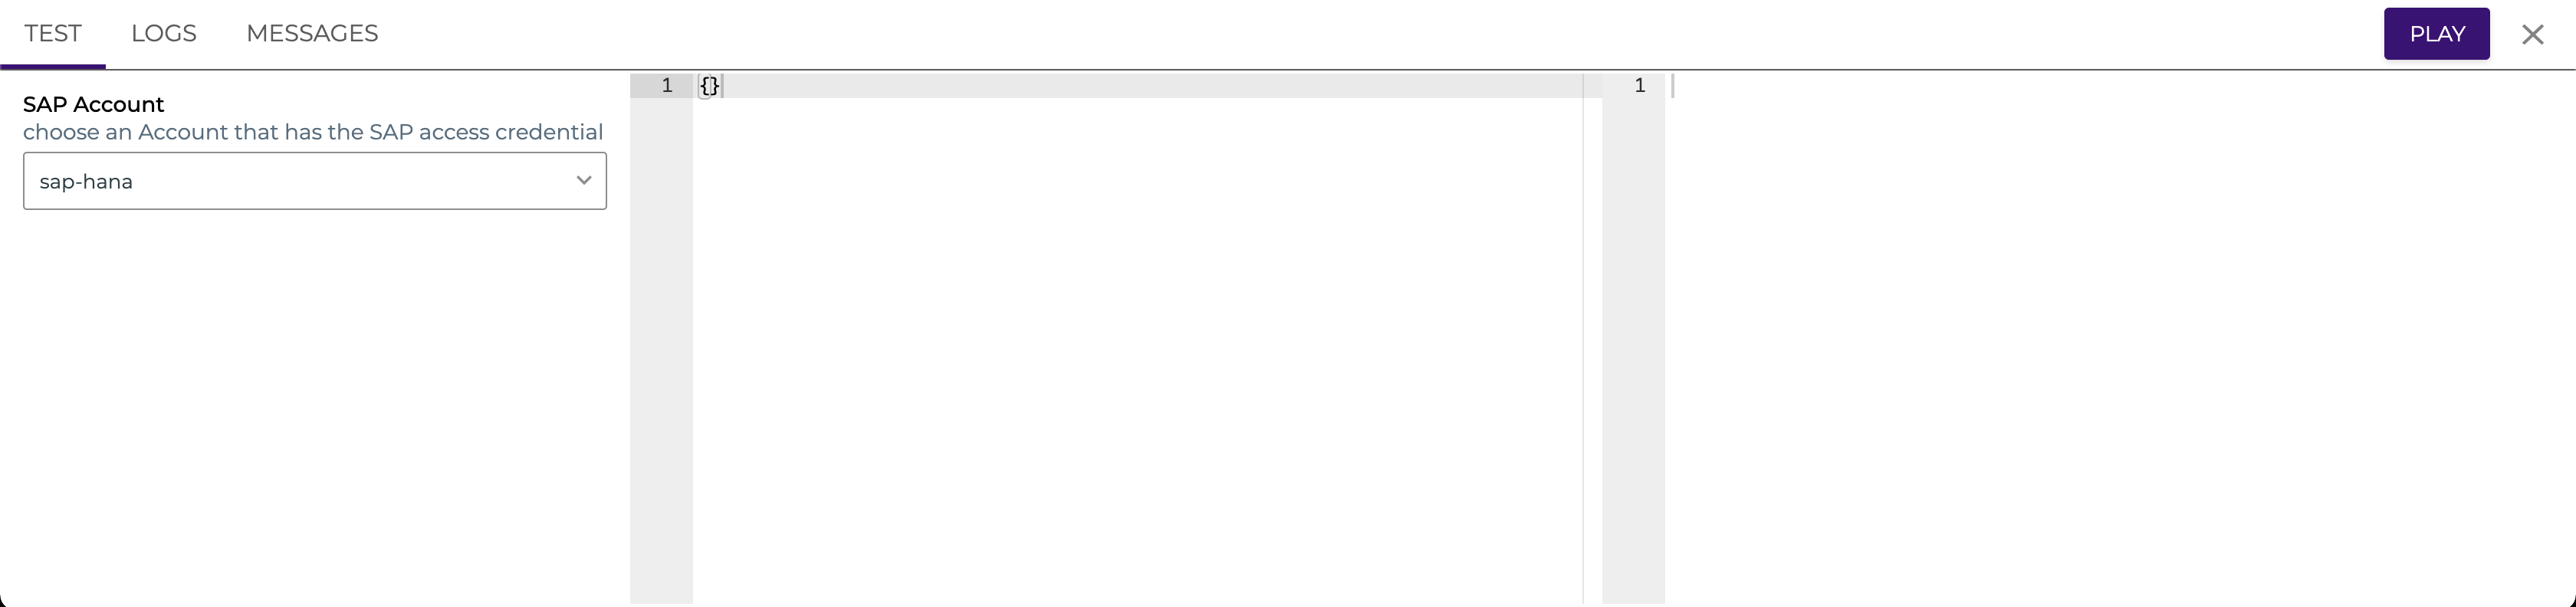 TEST LOGS MESSAGES PLAY
SAP Account
choose an Account that has the SAP access credential
sap-hana
1 {}
1